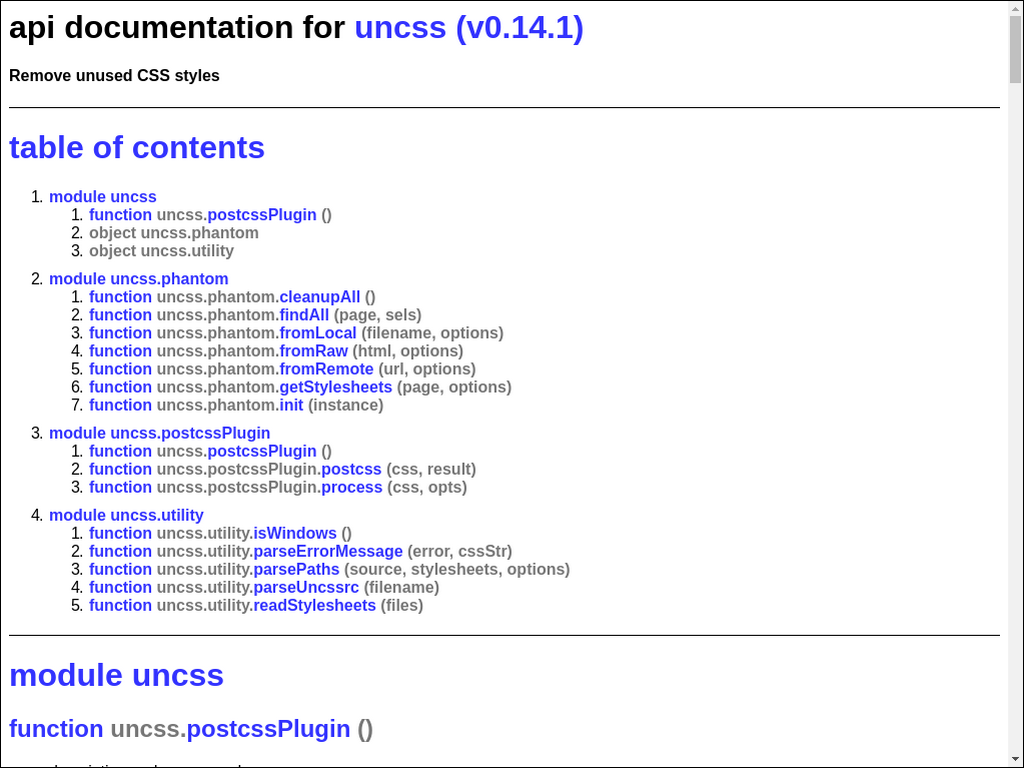 api documentation for uncss (v0.14.1)
Remove unused CSS styles
table of contents
1. module uncss
1. function uncss.postcssPlugin ()
2. object uncss.phantom
3. object uncss.utility
2. module uncss.phantom
1. function uncss.phantom.cleanupAll ()
2. function uncss.phantom.findAll (page, sels)
3. function uncss.phantom.fromLocal (filename, options)
4. function uncss.phantom.fromRaw (html, options)
5. function uncss.phantom.fromRemote (url, options)
6. function uncss.phantom.getStylesheets (page, options)
7. function uncss.phantom.init (instance)
3. module uncss.postcssPlugin
1. function uncss.postcssPlugin ()
2. function uncss.postcssPlugin.postcss (css, result)
3. function uncss.postcssPlugin.process (css, opts)
4. module uncss.utility
1. function uncss.utility.isWindows ()
2. function uncss.utility.parseErrorMessage (error, cssStr)
3. function uncss.utility.parsePaths (source, stylesheets, options)
4. function uncss.utility.parseUncssrc (filename)
5. function uncss.utility.readStylesheets (files)
module uncss
function uncss.postcssPlugin ()